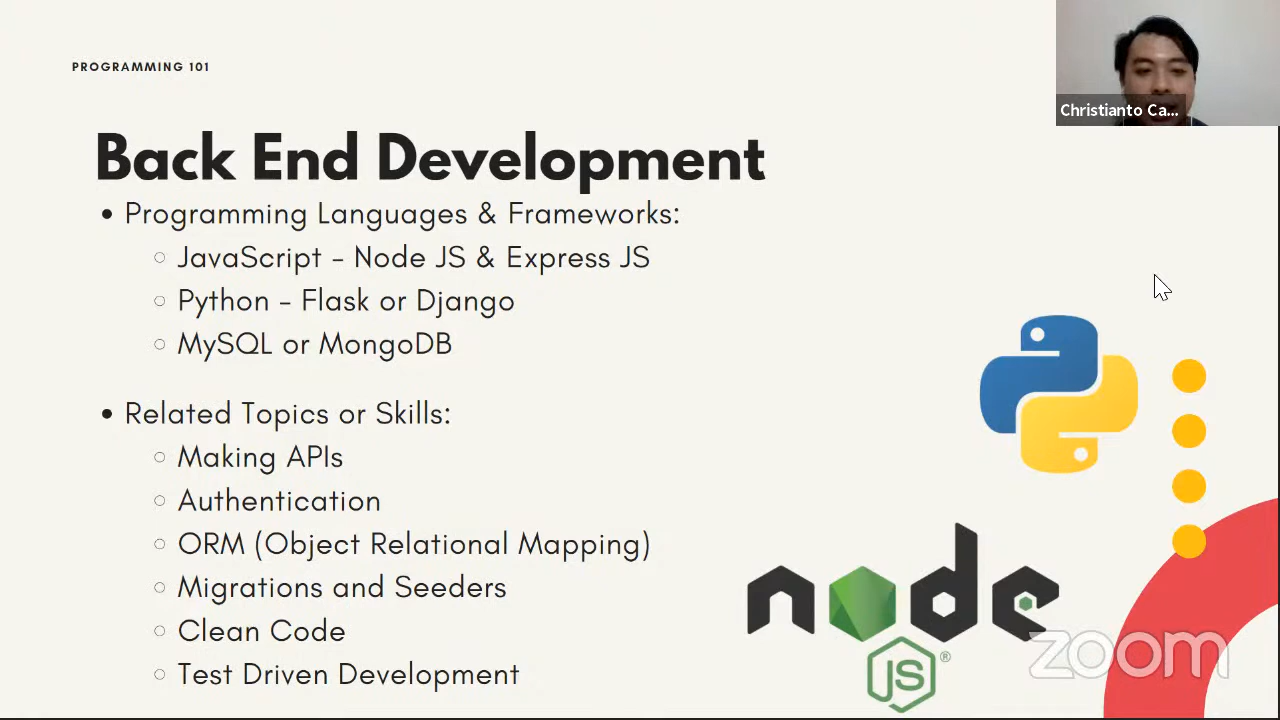 PROGRAMMING 101
Christianto Ca...
Back End Development
• Programming Languages & Frameworks:
○ JavaScript - Node JS & Express JS
○ Python - Flask or Django
○ MySQL or MongoDB
• Related Topics or Skills:
○ Making APIs
○ Authentication
○ ORM (Object Relational Mapping)
○ Migrations and Seeders
○ Clean Code
○ Test Driven Development
node
JS®
zoom